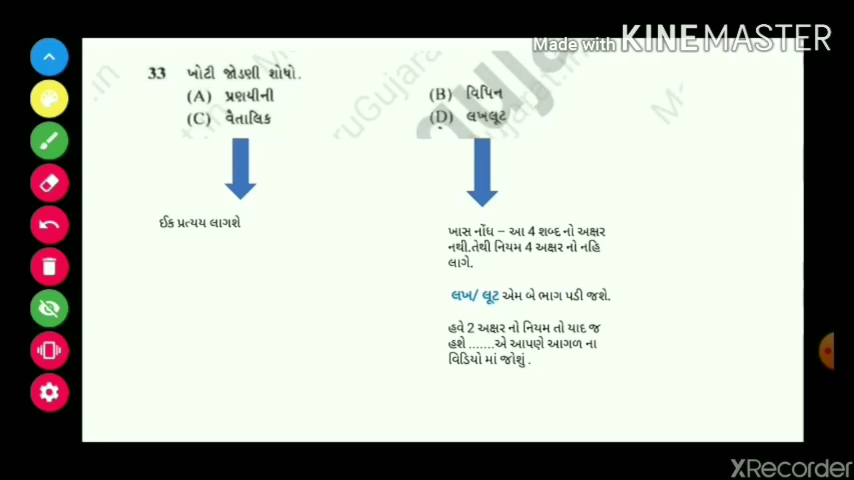 Made with KINEMASTER
33 ખોટી જોડણી શોધો.
(A) પ્રણયીની
(B) વિપિન
(C) વૈતાલિક
(D) લખલૂટ
ઈક પ્રત્યય લાગશે
ખાસ નોંધ – આ 4 શબ્દ નો અક્ષર
નથી.તેથી નિયમ 4 અક્ષર નો નહિ
લાગે.
લખ/ લૂટ એમ બે ભાગ પડી જશે.
હવે 2 અક્ષર નો નિયમ તો યાદ જ
હશે .......એ આપણે આગળ ના
વિડિયો માં જોશું .
XRecorder